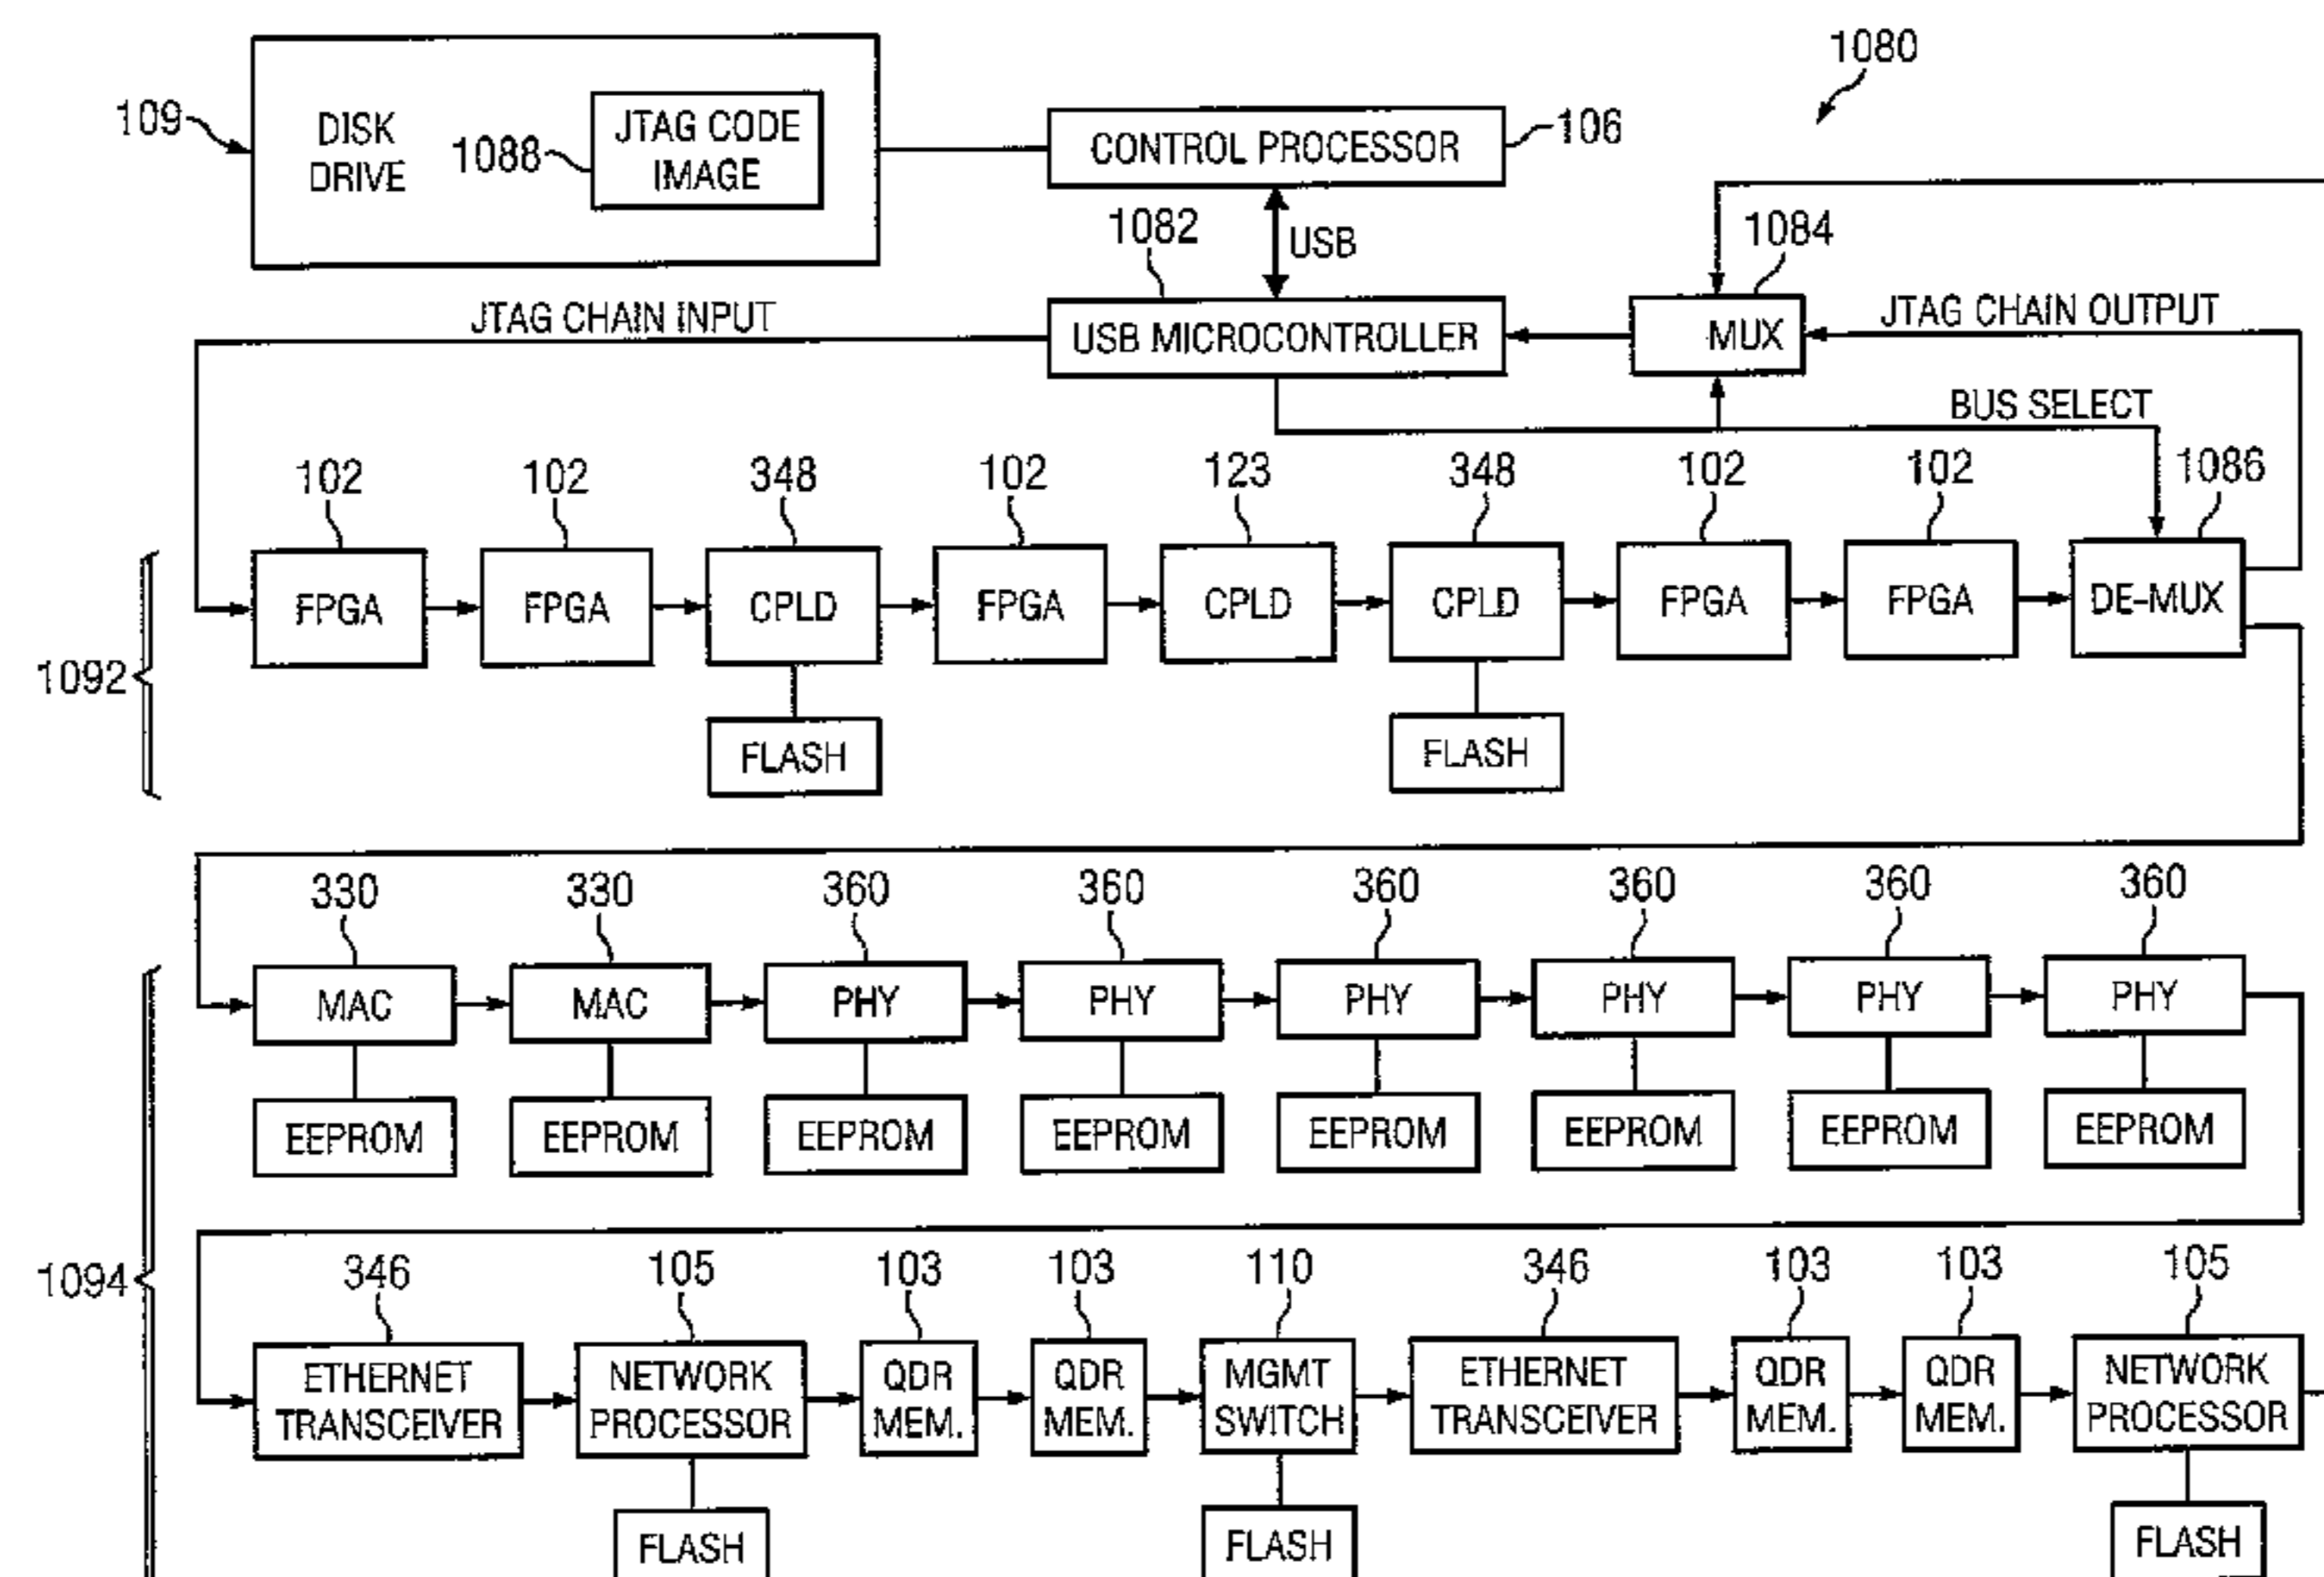 1080
109
DISK
DRIVE
1088
JTAG CODE
IMAGE
CONTROL PROCESSOR
106
1082
USB
1084
JTAG CHAIN INPUT
USB MICROCONTROLLER
MUX
JTAG CHAIN OUTPUT
BUS SELECT
102 102 348 102 123 348 102 102 1086
FPGA FPGA CPLD FPGA CPLD CPLD FPGA FPGA DE-MUX
1092
FLASH FLASH
330 330 360 360 360 360 360 360
MAC MAC PHY PHY PHY PHY PHY PHY
EEPROM EEPROM EEPROM EEPROM EEPROM EEPROM EEPROM EEPROM
1094
346 105 103 103 110 346 103 103 105
ETHERNET NETWORK QDR QDR MGMT ETHERNET QDR QDR NETWORK
TRANSCEIVER PROCESSOR MEM. MEM. SWITCH TRANSCEIVER MEM. MEM. PROCESSOR
FLASH FLASH FLASH